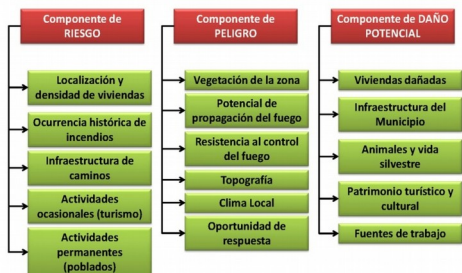 Componente de
RIESGO
Localización y
densidad de viviendas
Ocurrencia histórica de
incendios
Infraestructura de
caminos
Actividades
ocasionales (turismo)
Actividades
permanentes
(poblados)
Componente de
PELIGRO
Vegetación de la zona
Potencial de
propagación del fuego
Resistencia al control
del fuego
Topografía
Clima Local
Oportunidad de
respuesta
Componente de DAÑO
POTENCIAL
Viviendas dañadas
Infraestructura del
Municipio
Animales y vida
silvestre
Patrimonio turístico y
cultural
Fuentes de trabajo